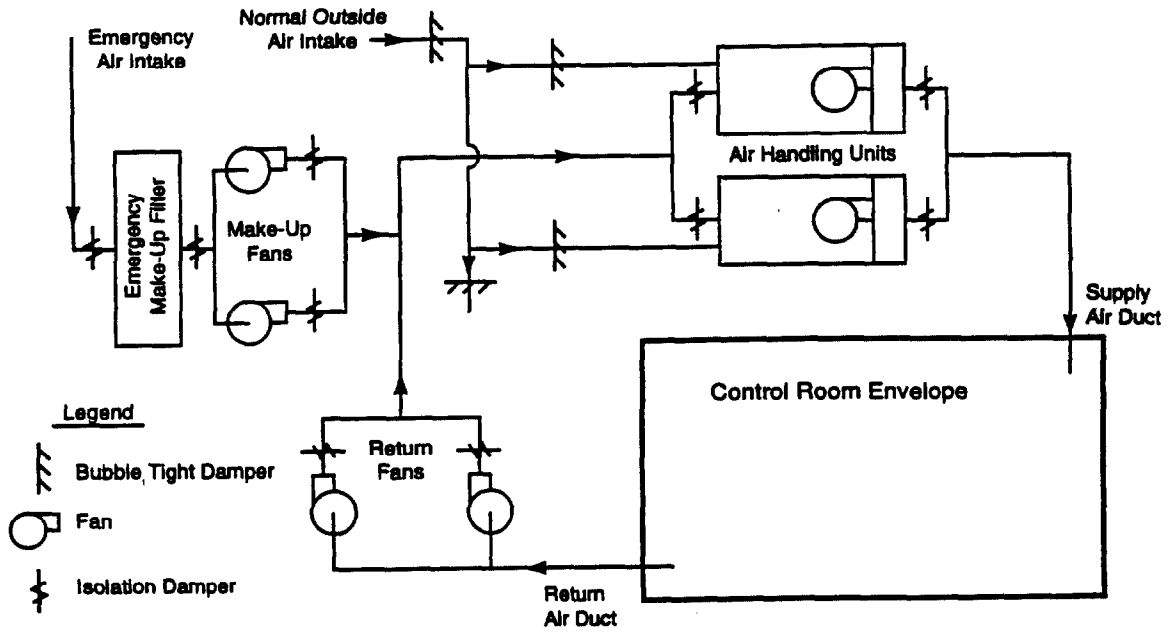 Normal Outside
Air Intake
Emergency
Air Intake
Emergency
Make-Up Filter
Make-Up
Fans
Air Handling Units
Supply
Air Duct
Control Room Envelope
Return
Fans
Return
Air Duct
Legend
Bubble Tight Damper
Fan
Isolation Damper